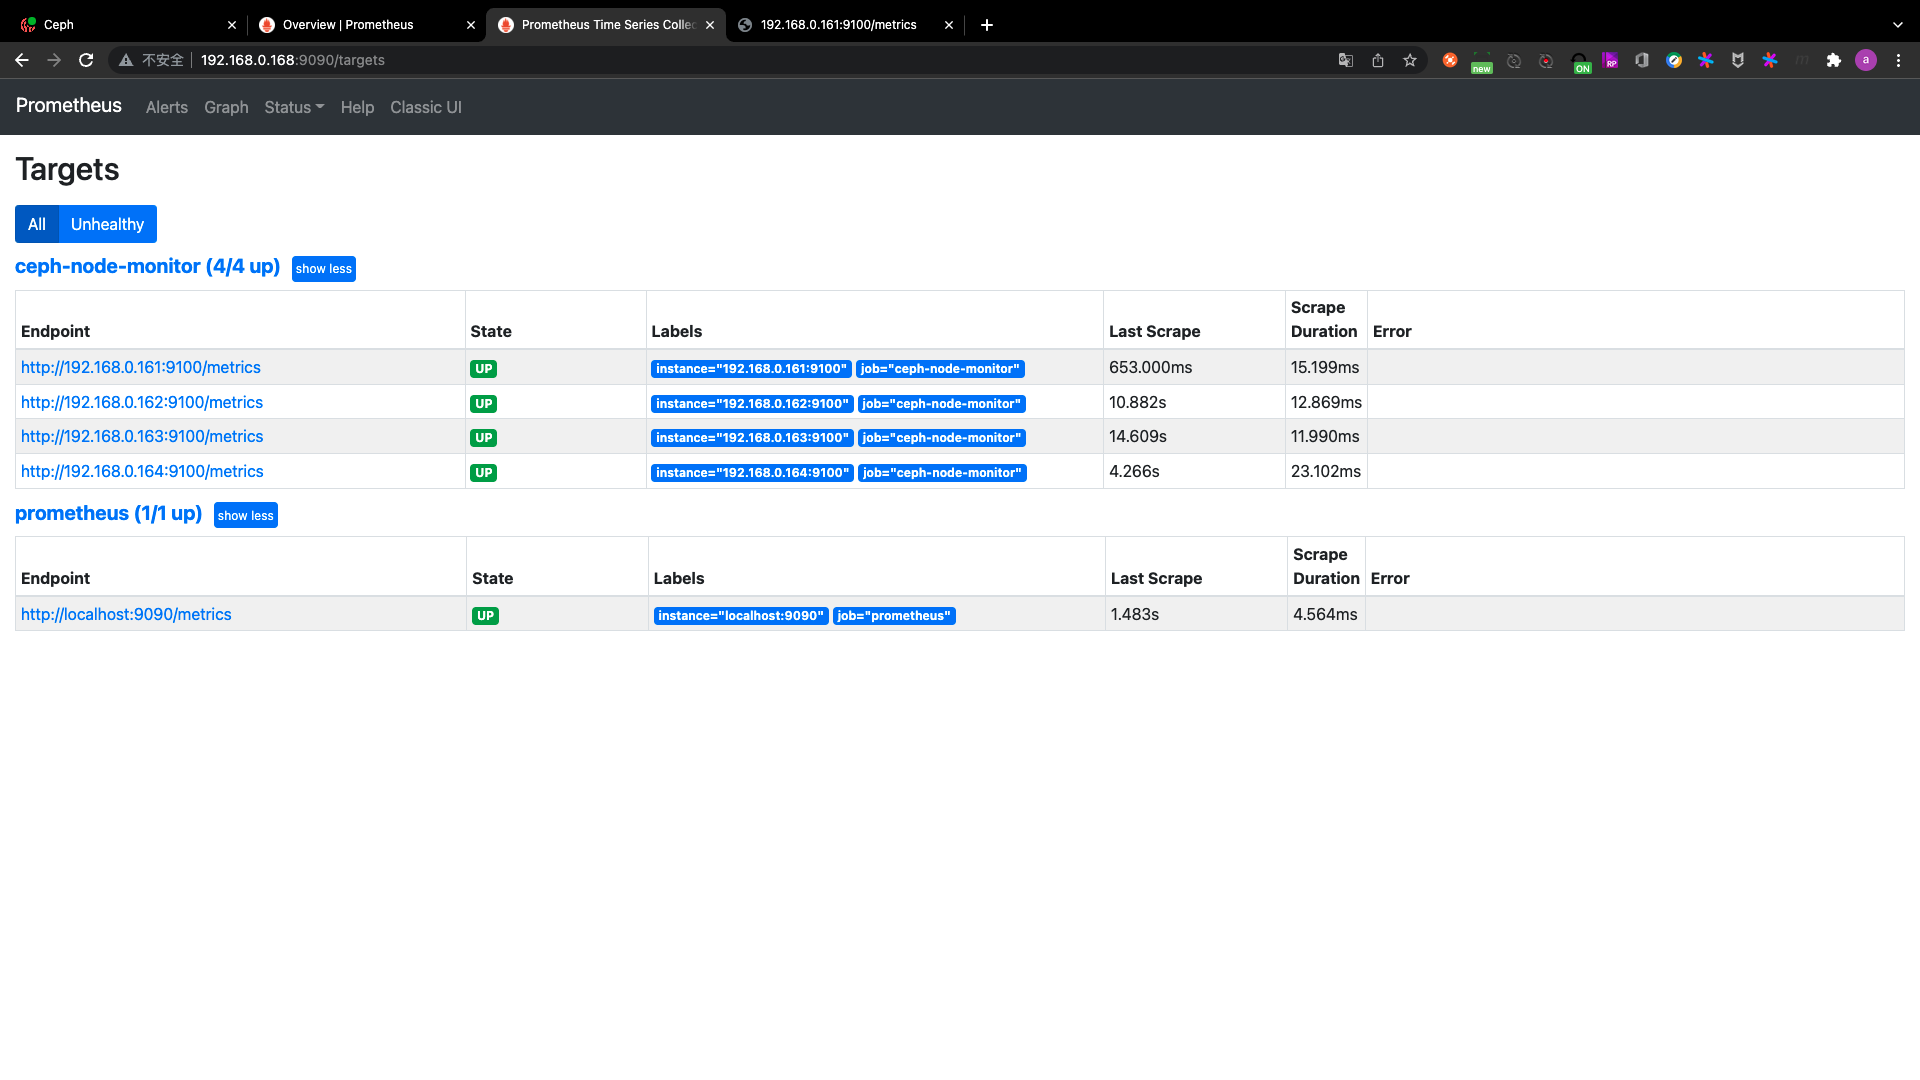 Ceph
Overview | Prometheus
Prometheus Time Series Collec
192.168.0.161:9100/metrics
不安全
192.168.0.168:9090/targets
new
ON
RP
a
Prometheus
Alerts
Graph
Status
Help
Classic UI
Targets
All
Unhealthy
ceph-node-monitor (4/4 up)
show less
Endpoint
State
Labels
Last Scrape
Scrape
Duration
Error
http://192.168.0.161:9100/metrics
UP
instance="192.168.0.161:9100"
job="ceph-node-monitor"
653.000ms
15.199ms
http://192.168.0.162:9100/metrics
UP
instance="192.168.0.162:9100"
job="ceph-node-monitor"
10.882s
12.869ms
http://192.168.0.163:9100/metrics
UP
instance="192.168.0.163:9100"
job="ceph-node-monitor"
14.609s
11.990ms
http://192.168.0.164:9100/metrics
UP
instance="192.168.0.164:9100"
job="ceph-node-monitor"
4.266s
23.102ms
prometheus (1/1 up)
show less
Endpoint
State
Labels
Last Scrape
Scrape
Duration
Error
http://localhost:9090/metrics
UP
instance="localhost:9090"
job="prometheus"
1.483s
4.564ms